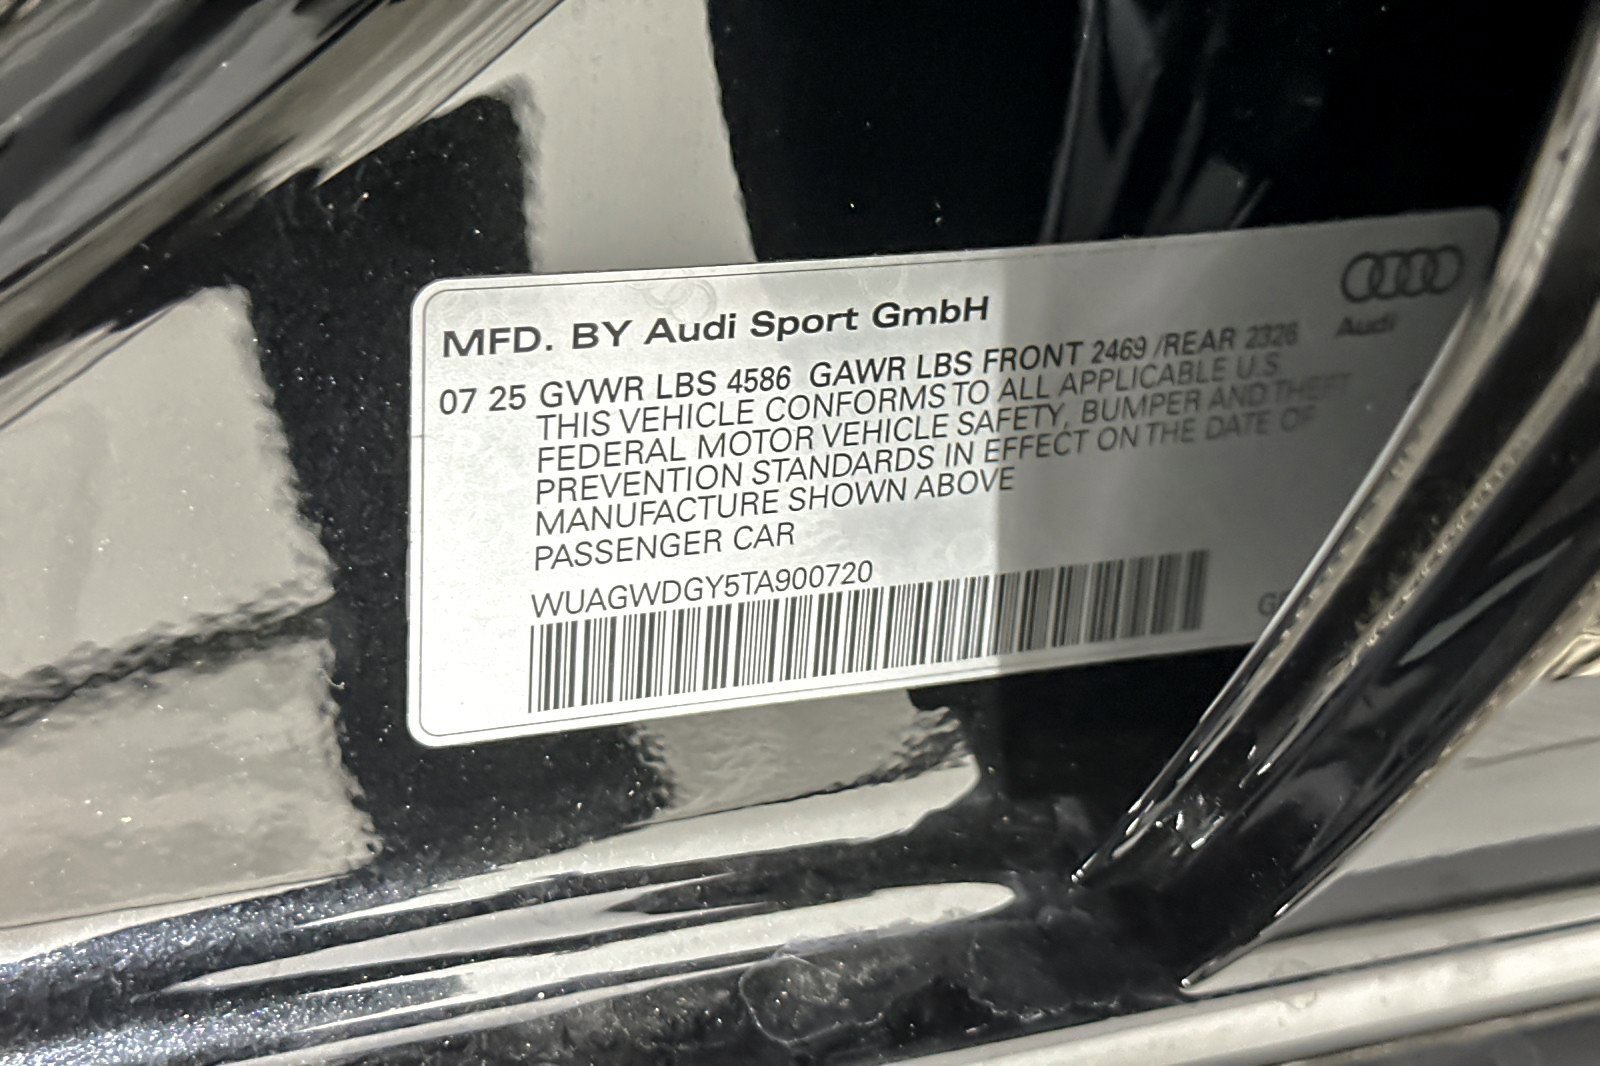 MFD. BY Audi Sport GmbH
Audi
07 25 GVWR LBS 4586 GAWR LBS FRONT 2469 /REAR 2326
THIS VEHICLE CONFORMS TO ALL APPLICABLE U.S
FEDERAL MOTOR VEHICLE SAFETY, BUMPER AND THEFT
PREVENTION STANDARDS IN EFFECT ON THE DATE OF
MANUFACTURE SHOWN ABOVE
PASSENGER CAR
WUAGWDGY5TA900720